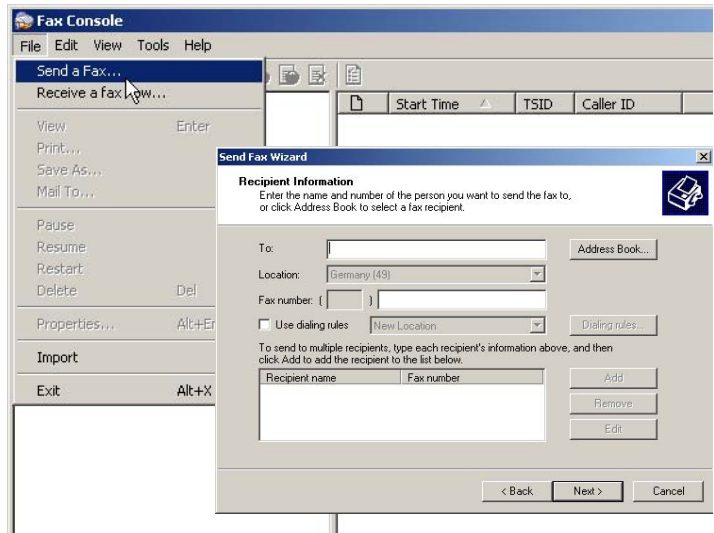 Fax Console
File Edit View Tools Help
Send a Fax...
Receive a fax now...
View Enter
Print...
Save As...
Mail To...
Pause
Resume
Restart
Delete Del
Properties... Alt+En
Import
Exit Alt+X
Start Time TSID Caller ID
Send Fax Wizard
Recipient Information
Enter the name and number of the person you want to send the fax to,
or click Address Book to select a fax recipient.
To: Address Book...
Location: Germany (49)
Fax number: ( )
Use dialing rules New Location Dialing rules...
To send to multiple recipients, type each recipient's information above, and then
click Add to add the recipient to the list below.
Recipient name Fax number
Add
Remove
Edit
< Back Next > Cancel